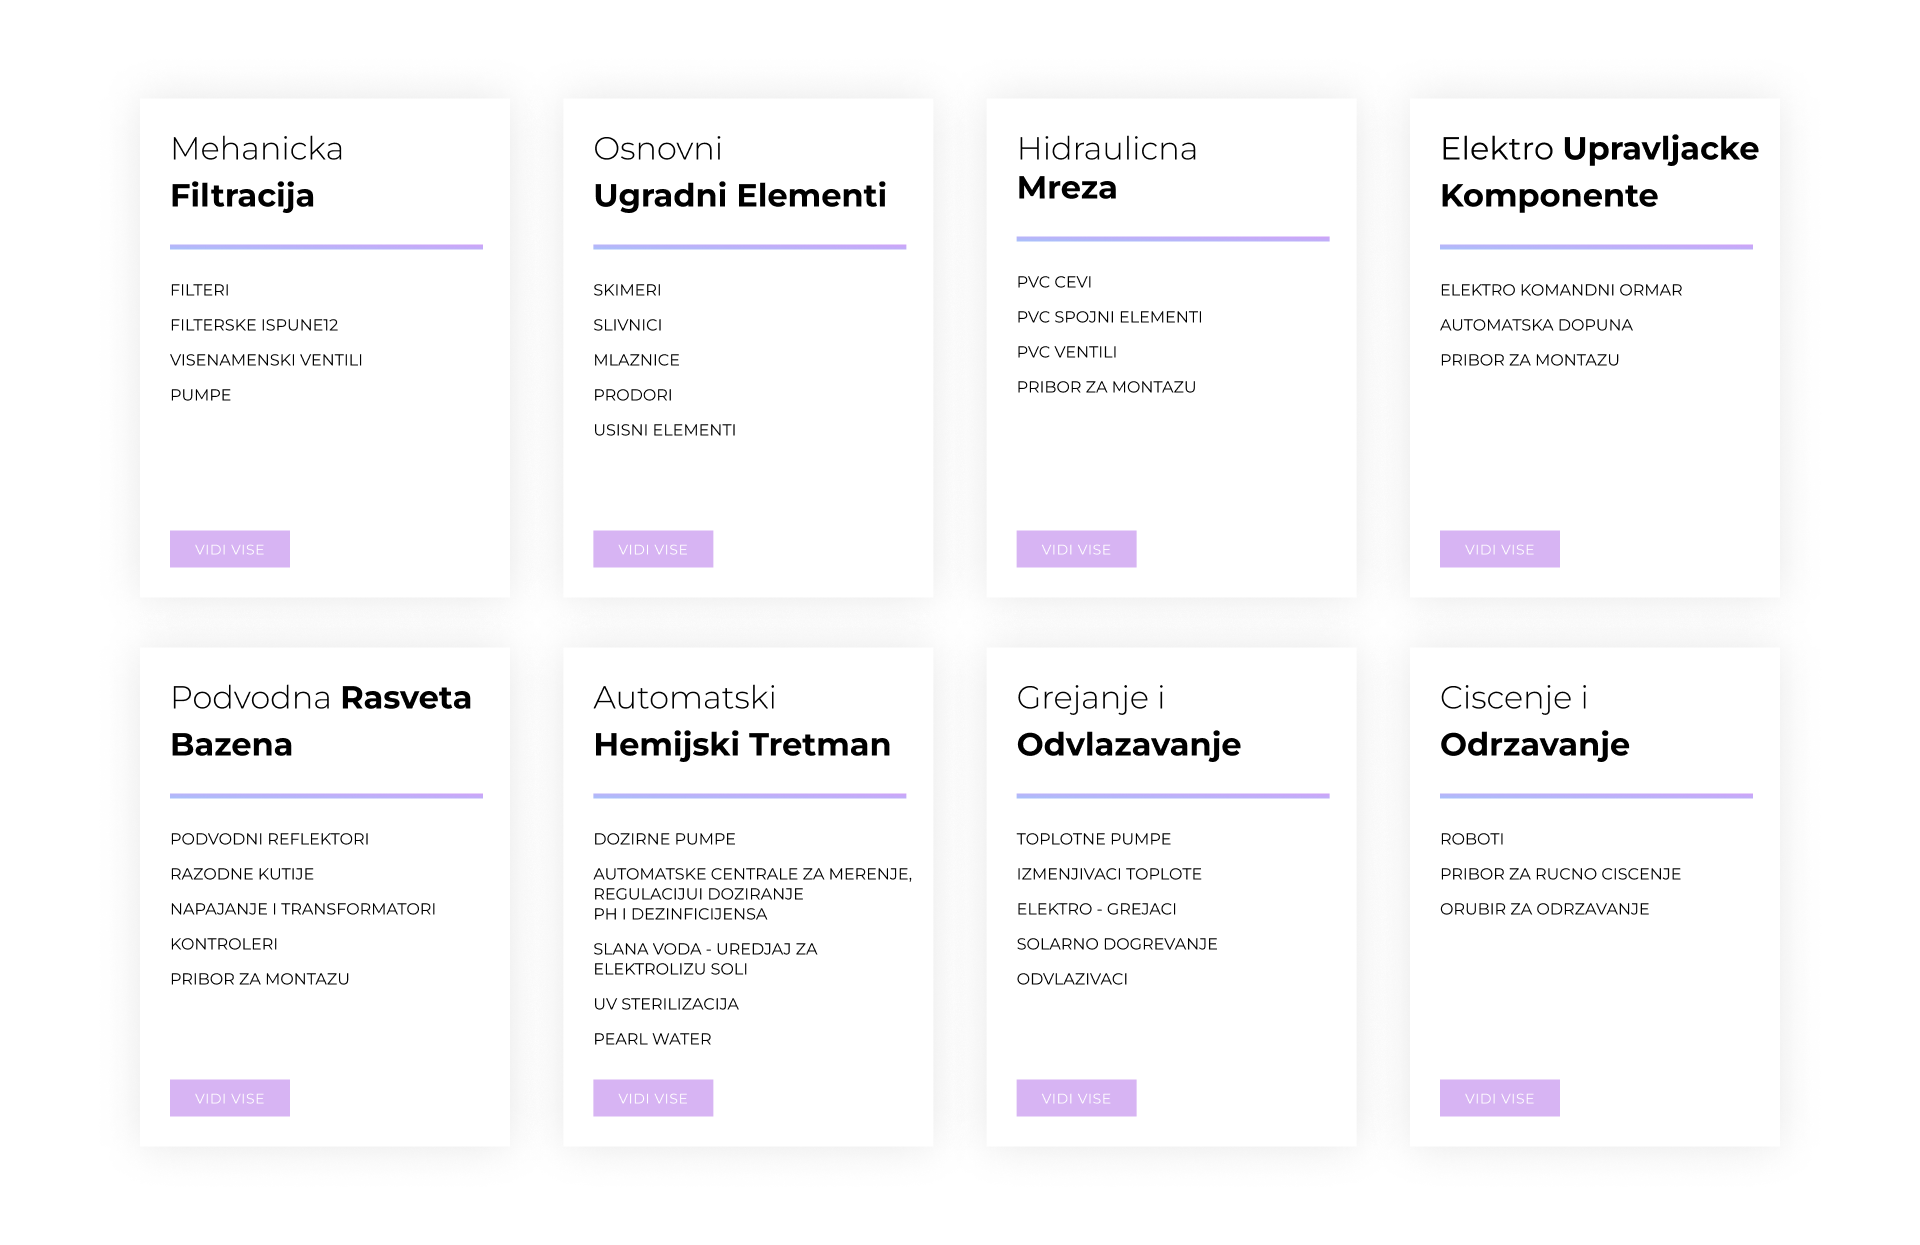 Mehanicka
Filtracija
FILTERI
FILTERSKE ISPUNE12
VISENAMENSKI VENTILI
PUMPE
VIDI VISE
Osnovni
Ugradni Elementi
SKIMERI
SLIVNICI
MLAZNICE
PRODORI
USISNI ELEMENTI
VIDI VISE
Hidraulicna
Mreza
PVC CEVI
PVC SPOJNI ELEMENTI
PVC VENTILI
PRIBOR ZA MONTAZU
VIDI VISE
Elektro Upravljacke
Komponente
ELEKTRO KOMANDNI ORMAR
AUTOMATSKA DOPUNA
PRIBOR ZA MONTAZU
VIDI VISE
Podvodna Rasveta
Bazena
PODVODNI REFLEKTORI
RAZODNE KUTIJE
NAPAJANJE I TRANSFORMATORI
KONTROLERI
PRIBOR ZA MONTAZU
VIDI VISE
Automatski
Hemijski Tretman
DOZIRNE PUMPE
AUTOMATSKE CENTRALE ZA MERENJE,
REGULACIJUI DOZIRANJE
PH I DEZINFICIJENSA
SLANA VODA - UREDJAJ ZA
ELEKTROLIZU SOLI
UV STERILIZACIJA
PEARL WATER
VIDI VISE
Grejanje i
Odvlazavanje
TOPLOTNE PUMPE
IZMENJIVACI TOPLOTE
ELEKTRO - GREJACI
SOLARNO DOGREVANJE
ODVLAZIVACI
VIDI VISE
Ciscenje i
Odrzavanje
ROBOTI
PRIBOR ZA RUCNO CISCENJE
ORUBIR ZA ODRZAVANJE
VIDI VISE